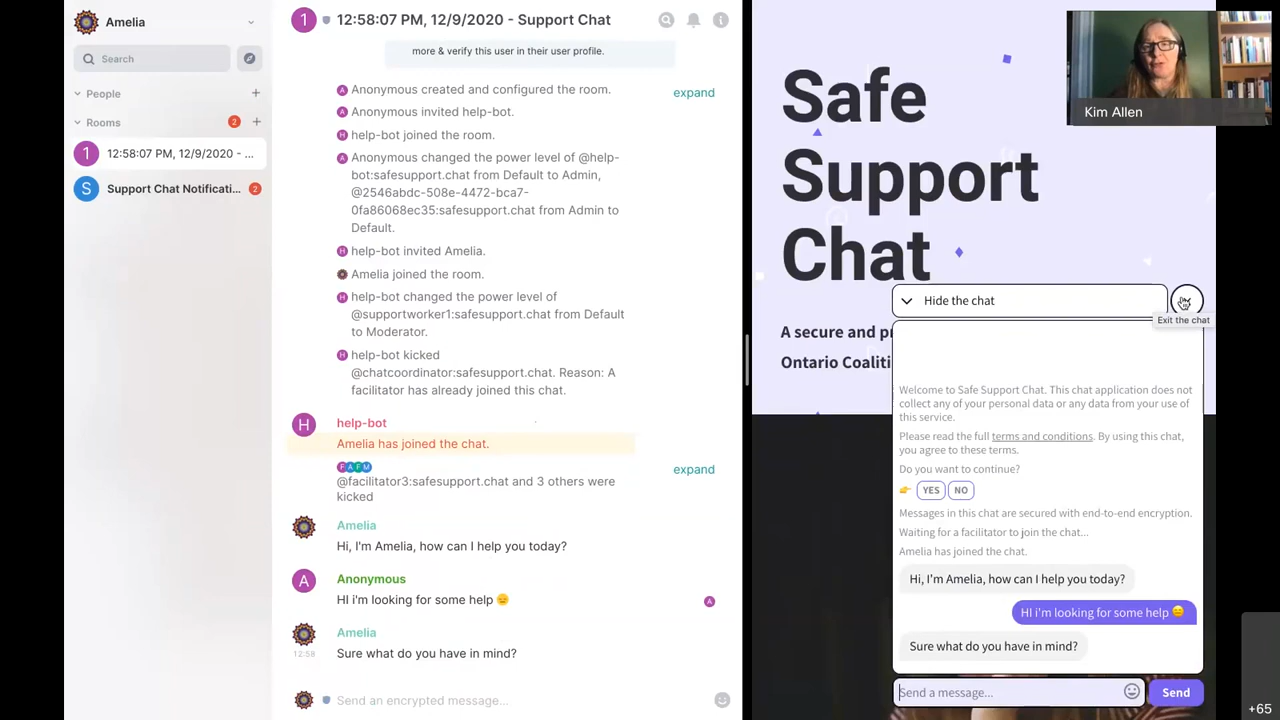 Amelia
Search
People
Rooms
2
1
12:58:07 PM, 12/9/2020 - ...
S
Support Chat Notificati...
2
1
12:58:07 PM, 12/9/2020 - Support Chat
more & verify this user in their user profile.
A Anonymous created and configured the room.
expand
A Anonymous invited help-bot.
H help-bot joined the room.
A Anonymous changed the power level of @help-
bot:safesupport.chat from Default to Admin,
@2546abdc-508e-4472-bca7-
0fa86068ec35:safesupport.chat from Admin to
Default.
H help-bot invited Amelia.
Amelia joined the room.
H help-bot changed the power level of
@supportworker1:safesupport.chat from Default
to Moderator.
H help-bot kicked
@chatcoordinator:safesupport.chat. Reason: A
facilitator has already joined this chat.
H
help-bot
Amelia has joined the chat.
F A F M
expand
@facilitator3:safesupport.chat and 3 others were
kicked
Amelia
Hi, I'm Amelia, how can I help you today?
A
Anonymous
HI i'm looking for some help 😑
A
Amelia
12:58
Sure what do you have in mind?
Send an encrypted message...
Safe
Support
Chat
A secure and pr
Ontario Coaliti
Kim Allen
Hide the chat
Exit the chat
Welcome to Safe Support Chat. This chat application does not
collect any of your personal data or any data from your use of
this service.
Please read the full terms and conditions. By using this chat,
you agree to these terms.
Do you want to continue?
👉 YES NO
Messages in this chat are secured with end-to-end encryption.
Waiting for a facilitator to join the chat...
Amelia has joined the chat.
Hi, I'm Amelia, how can I help you today?
HI i'm looking for some help 😑
Sure what do you have in mind?
Send a message...
Send
+65